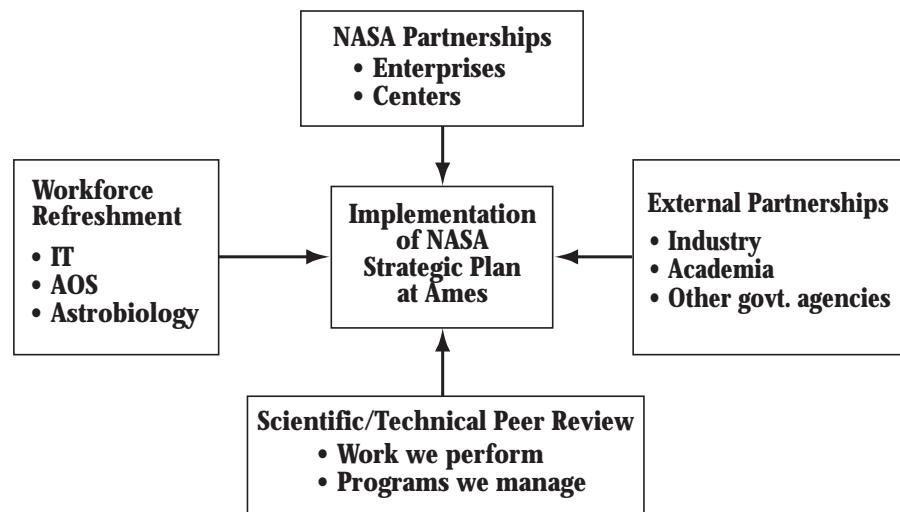 NASA Partnerships
• Enterprises
• Centers
Workforce
Refreshment
• IT
• AOS
• Astrobiology
Implementation
of NASA
Strategic Plan
at Ames
External Partnerships
• Industry
• Academia
• Other govt. agencies
Scientific/Technical Peer Review
• Work we perform
• Programs we manage